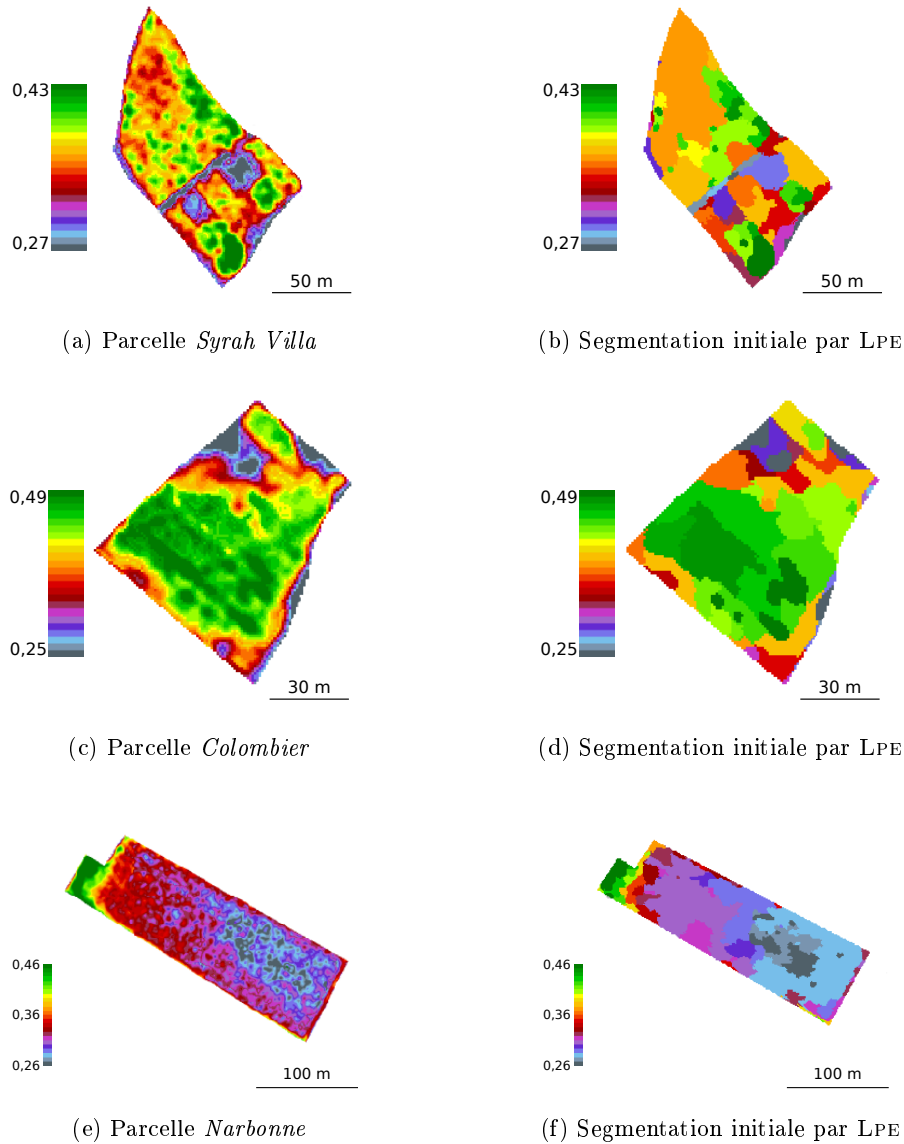 0,43
0,27
50 m
0,43
0,27
50 m
(a) Parcelle Syrah Villa
(b) Segmentation initiale par LPE
0,49
0,25
30 m
0,49
0,25
30 m
(c) Parcelle Colombier
(d) Segmentation initiale par LPE
0,46
0,36
0,26
100 m
0,46
0,36
0,26
100 m
(e) Parcelle Narbonne
(f) Segmentation initiale par LPE